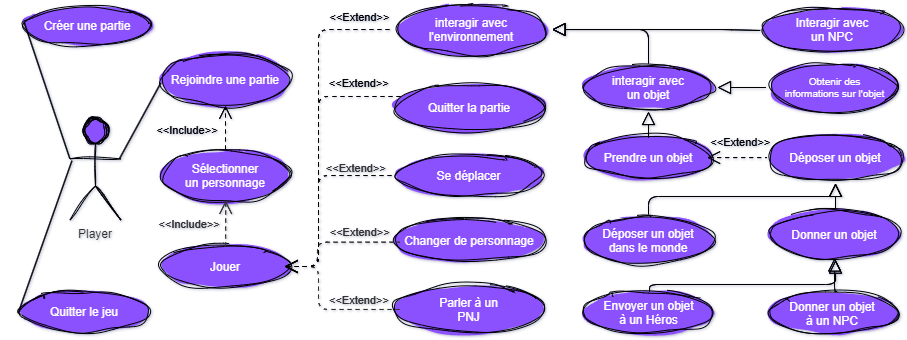 Créer une partie
Rejoindre une partie
<<Include>>
Sélectionner
un personnage
<<Include>>
Jouer
Player
Quitter le jeu
<<Extend>>
interagir avec
l'environnement
<<Extend>>
Quitter la partie
<<Extend>>
Se déplacer
<<Extend>>
Changer de personnage
<<Extend>>
Parler à un
PNJ
Interagir avec
un NPC
interagir avec
un objet
Obtenir des
informations sur l'objet
Prendre un objet
<<Extend>>
Déposer un objet
Déposer un objet
dans le monde
Donner un objet
Envoyer un objet
à un Héros
Donner un objet
à un NPC